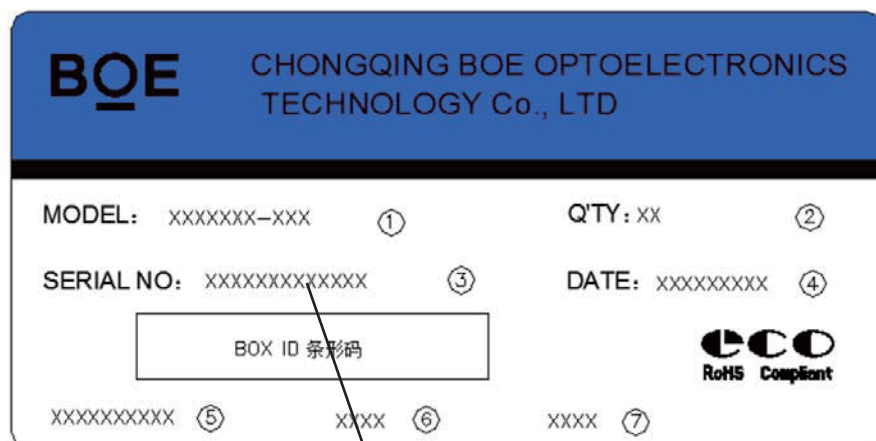 BOE
CHONGQING BOE OPTOELECTRONICS
TECHNOLOGY Co., LTD
MODEL: XXXXXXX-XXX ① Q'TY: XX ②
SERIAL NO: XXXXXXXXXXXXX ③ DATE: XXXXXXXXX ④
BOX ID 条形码
eco
RoHS Compliant
XXXXXXXXXX ⑤ XXXX ⑥ XXXX ⑦